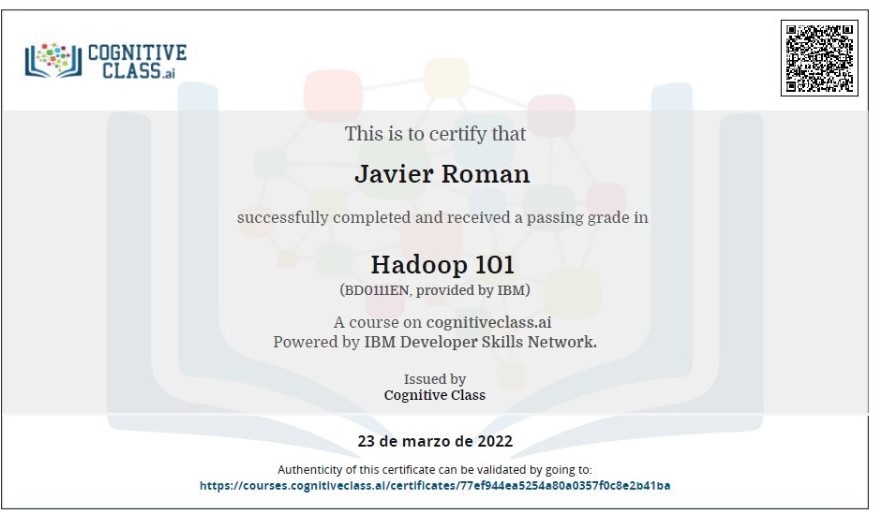 COGNITIVE
CLASS.ai
This is to certify that
Javier Roman
successfully completed and received a passing grade in
Hadoop 101
(BD0111EN, provided by IBM)
A course on cognitiveclass.ai
Powered by IBM Developer Skills Network.
Issued by
Cognitive Class
23 de marzo de 2022
Authenticity of this certificate can be validated by going to:
https://courses.cognitiveclass.ai/certificates/77ef944ea5254a80a0357f0c8e2b41ba